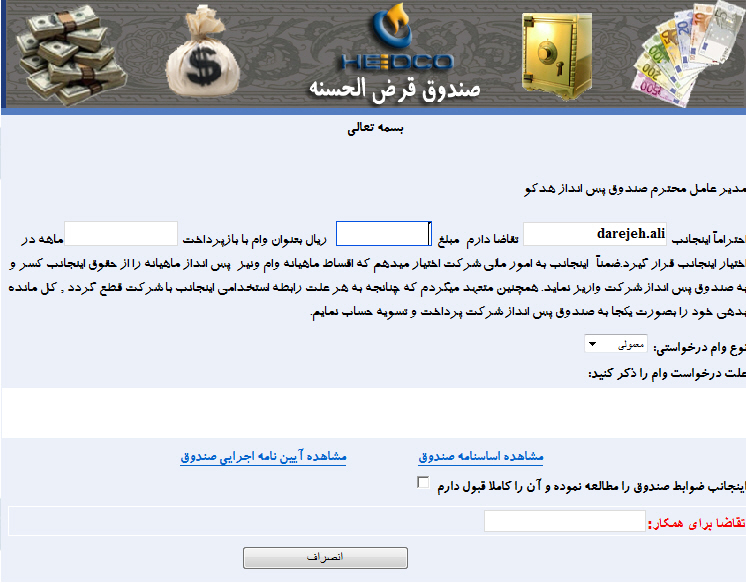 HEDCO
صندوق قرض الحسنه
بسمه تعالی
مدیر عامل محترم صندوق پس انداز هدکو
احتراماً اینجانب darejeh.ali تقاضا دارم مبلغ ریال بعنوان وام با بازپرداخت ماهه در
اختیار اینجانب قرار گیرد.ضمناً اینجانب به امور مالی شرکت اختیار میدهم که اقساط ماهیانه وام ونیز پس انداز ماهیانه را از حقوق اینجانب کسر و
به صندوق پس انداز شرکت واریز نماید.همچنین متعهد میگردم که چنانچه به هر علت رابطه استخدامی اینجانب با شرکت قطع گردد , کل مانده
بدهی خود را بصورت یکجا به صندوق پس انداز شرکت پرداخت و تسویه حساب نمایم.
نوع وام درخواستی: معمولی
علت درخواست وام را ذکر کنید:
مشاهده اساسنامه صندوق مشاهده آیین نامه اجرایی صندوق
اینجانب ضوابط صندوق را مطالعه نموده و آن را کاملا قبول دارم
تقاضا برای همکار:
انصراف